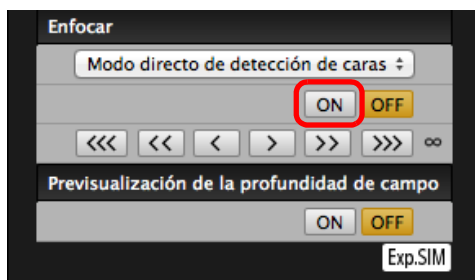 Enfocar
Modo directo de detección de caras
ON OFF
<<< << < > >> >>> ∞
Previsualización de la profundidad de campo
ON OFF
Exp.SIM